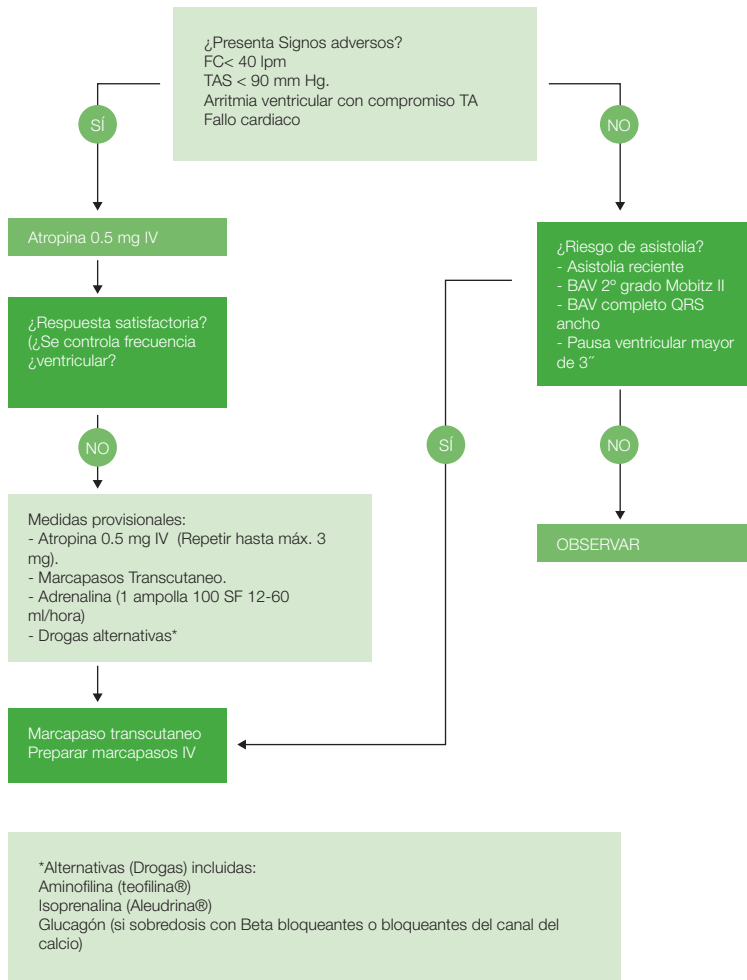 ¿Presenta Signos adversos?
FC< 40 lpm
TAS < 90 mm Hg.
Arritmia ventricular con compromiso TA
Fallo cardiaco
SÍ
NO
Atropina 0.5 mg IV
¿Respuesta satisfactoria?
(¿Se controla frecuencia
¿ventricular?
¿Riesgo de asistolia?
- Asistolia reciente
- BAV 2º grado Mobitz II
- BAV completo QRS
ancho
- Pausa ventricular mayor
de 3˝
NO
SÍ
NO
Medidas provisionales:
- Atropina 0.5 mg IV (Repetir hasta máx. 3
mg).
- Marcapasos Transcutaneo.
- Adrenalina (1 ampolla 100 SF 12-60
ml/hora)
- Drogas alternativas*
OBSERVAR
Marcapaso transcutaneo
Preparar marcapasos IV
*Alternativas (Drogas) incluidas:
Aminofilina (teofilina®)
Isoprenalina (Aleudrina®)
Glucagón (si sobredosis con Beta bloqueantes o bloqueantes del canal del
calcio)